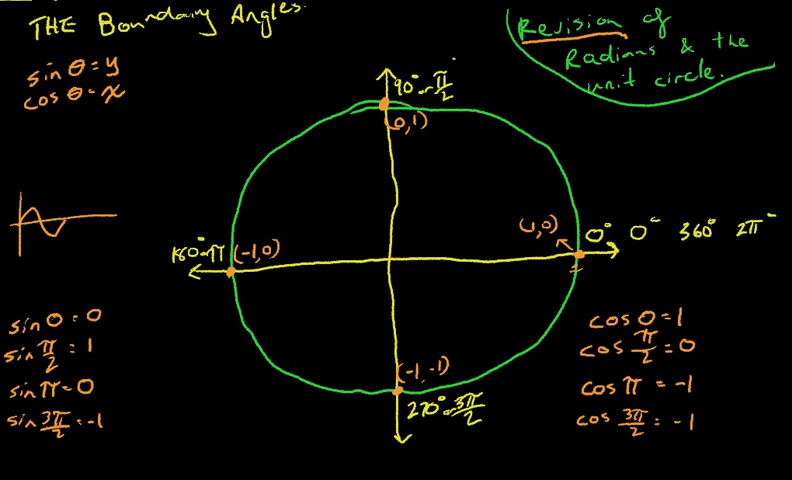 THE Boundary Angles.
Revision of
Radians & the
unit circle.
sin θ = y
cos θ = x
90° or π/2
(0,1)
(1,0)
0° 0ᶜ 360° 2πᶜ
180° or π
(-1,0)
(-1,-1)
270° or 3π/2
sin 0 = 0
sin π/2 = 1
sin π = 0
sin 3π/2 = -1
cos 0 = 1
cos π/2 = 0
cos π = -1
cos 3π/2 = -1